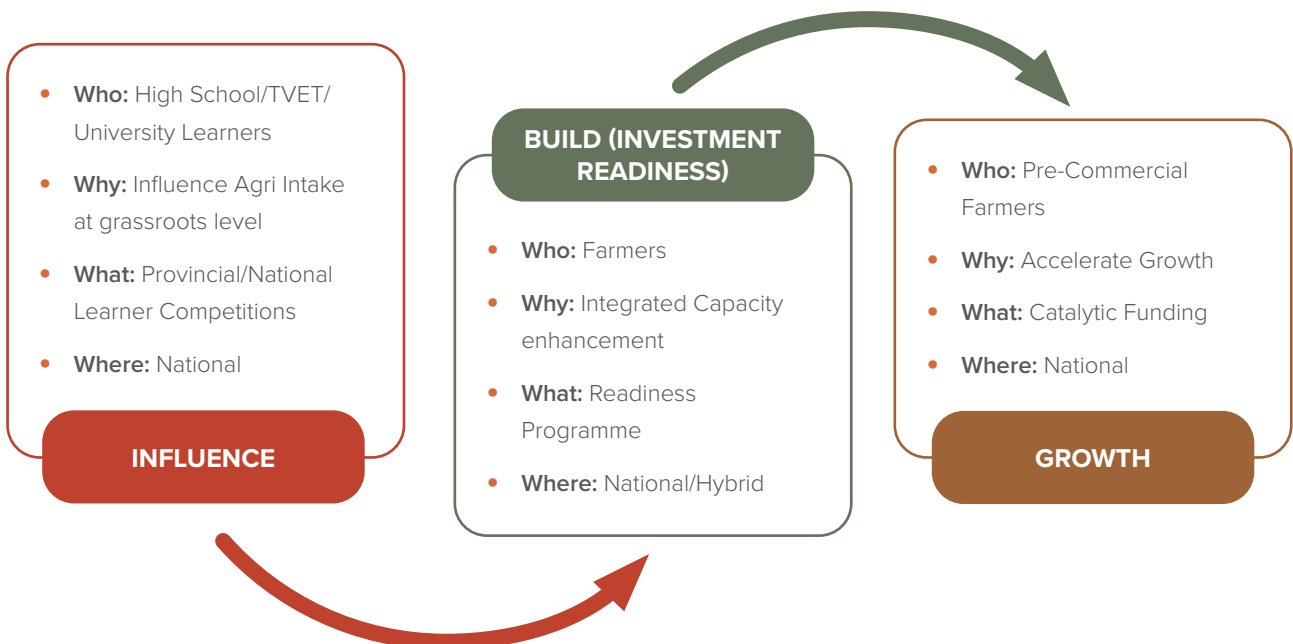 • Who: High School/TVET/
University Learners
• Why: Influence Agri Intake
at grassroots level
• What: Provincial/National
Learner Competitions
• Where: National
INFLUENCE
BUILD (INVESTMENT
READINESS)
• Who: Farmers
• Why: Integrated Capacity
enhancement
• What: Readiness
Programme
• Where: National/Hybrid
• Who: Pre-Commercial
Farmers
• Why: Accelerate Growth
• What: Catalytic Funding
• Where: National
GROWTH